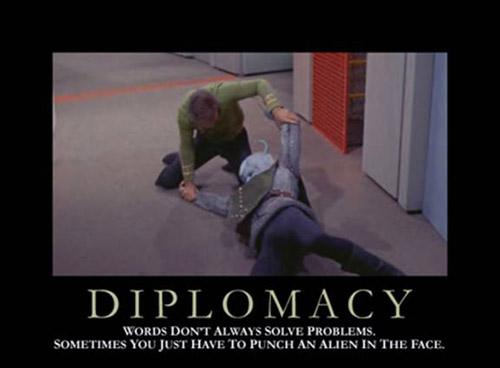 DIPLOMACY
WORDS DON'T ALWAYS SOLVE PROBLEMS.
SOMETIMES YOU JUST HAVE TO PUNCH AN ALIEN IN THE FACE.